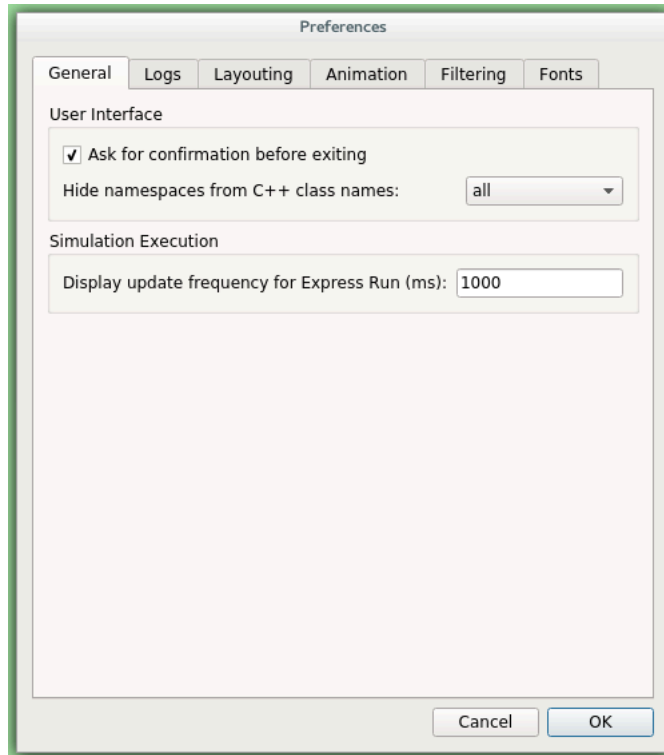 Preferences
General Logs Layouting Animation Filtering Fonts
User Interface
Ask for confirmation before exiting
Hide namespaces from C++ class names: all
Simulation Execution
Display update frequency for Express Run (ms): 1000
Cancel OK